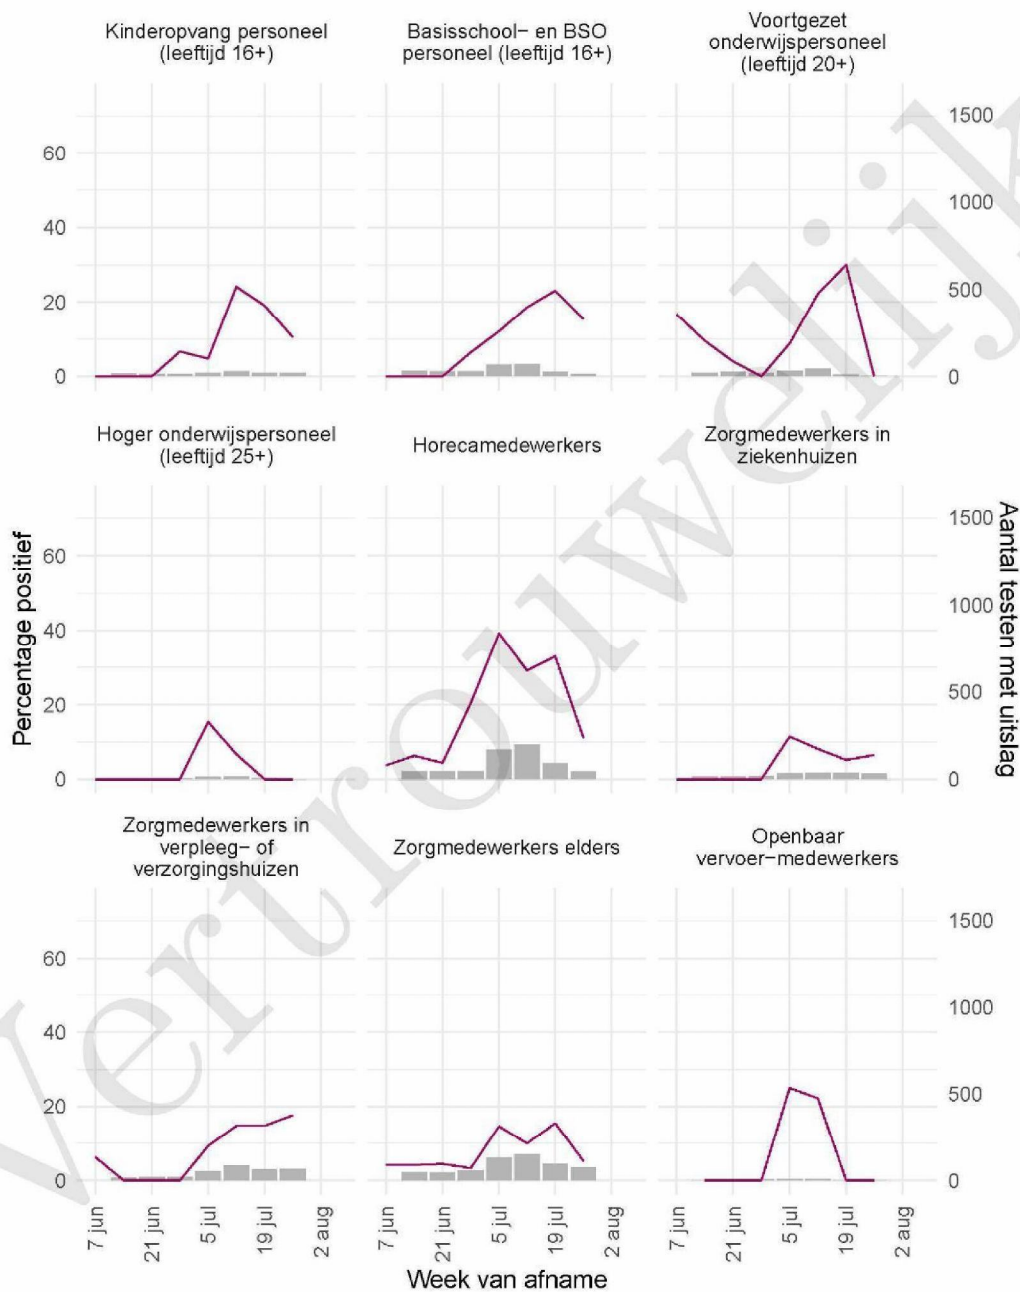 Kinderopvang personeel
(leeftijd 16+)
Basisschool− en BSO
personeel (leeftijd 16+)
Voortgezet
onderwijspersoneel
(leeftijd 20+)
60
40
20
0
1500
1000
500
0
Hoger onderwijspersoneel
(leeftijd 25+)
Horecamedewerkers
Zorgmedewerkers in
ziekenhuizen
Percentage positief
60
40
20
0
1500
1000
500
0
Aantal testen met uitslag
Zorgmedewerkers in
verpleeg− of
verzorgingshuizen
Zorgmedewerkers elders
Openbaar
vervoer−medewerkers
60
40
20
0
1500
1000
500
0
7 jun
21 jun
5 jul
19 jul
2 aug
7 jun
21 jun
5 jul
19 jul
2 aug
7 jun
21 jun
5 jul
19 jul
2 aug
Week van afname
Vertrouwelijk